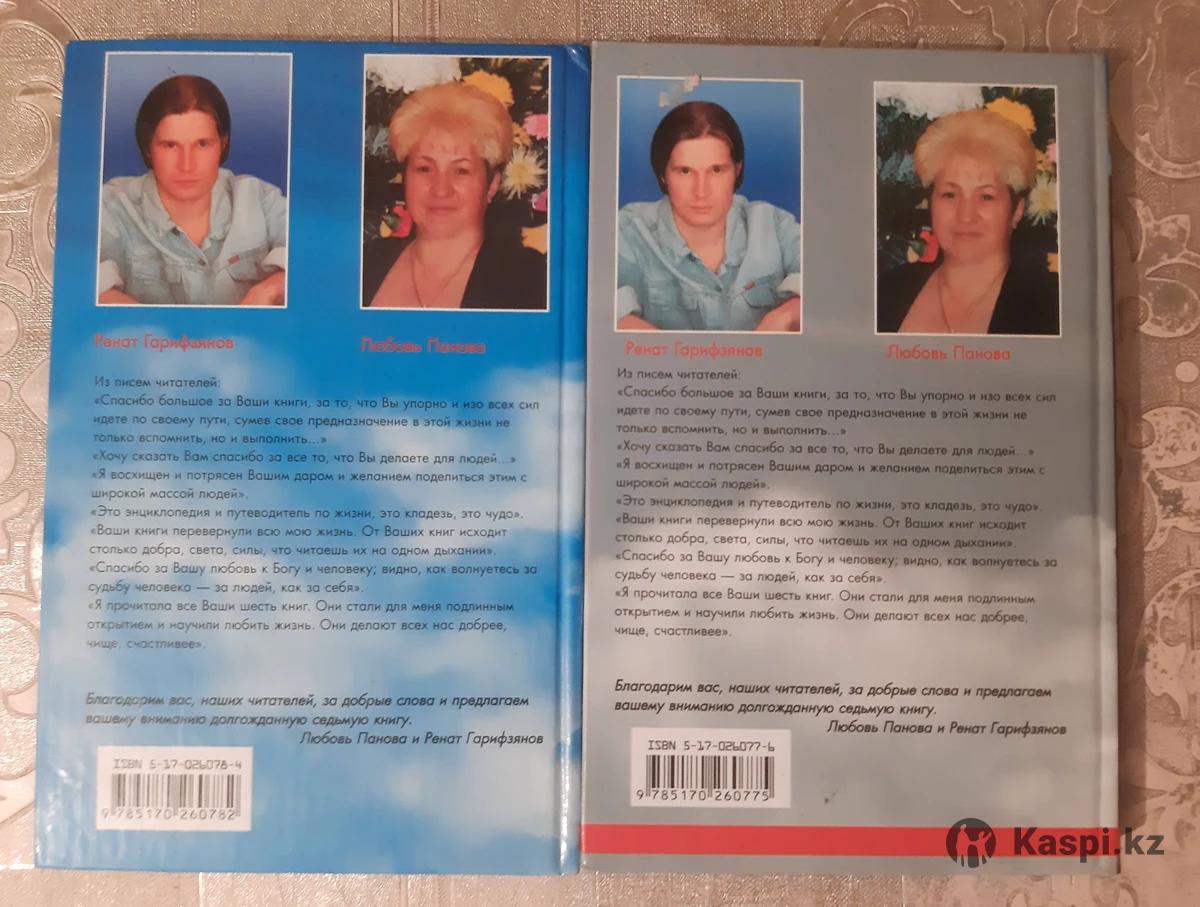 Ренат Гарифзянов
Любовь Панова
Из писем читателей:
«Спасибо большое за Ваши книги, за то, что Вы упорно и изо всех сил
идете по своему пути, сумев свое предназначение в этой жизни не
только вспомнить, но и выполнить...»
«Хочу сказать Вам спасибо за все то, что Вы делаете для людей...»
«Я восхищен и потрясен Вашим даром и желанием поделиться этим с
широкой массой людей».
«Это энциклопедия и путеводитель по жизни, это кладезь, это чудо».
«Ваши книги перевернули всю мою жизнь. От Ваших книг исходит
столько добра, света, силы, что читаешь их на одном дыхании».
«Спасибо за Вашу любовь к Богу и человеку; видно, как волнуетесь за
судьбу человека — за людей, как за себя».
«Я прочитала все Ваши шесть книг. Они стали для меня подлинным
открытием и научили любить жизнь. Они делают всех нас добрее,
чище, счастливее».
Благодарим вас, наших читателей, за добрые слова и предлагаем
вашему вниманию долгожданную седьмую книгу.
Любовь Панова и Ренат Гарифзянов
ISBN 5-17-026078-4
9 785170 260782
Ренат Гарифзянов
Любовь Панова
Из писем читателей:
«Спасибо большое за Ваши книги, за то, что Вы упорно и изо всех сил
идете по своему пути, сумев свое предназначение в этой жизни не
только вспомнить, но и выполнить...»
«Хочу сказать Вам спасибо за все то, что Вы делаете для людей...»
«Я восхищен и потрясен Вашим даром и желанием поделиться этим с
широкой массой людей».
«Это энциклопедия и путеводитель по жизни, это кладезь, это чудо».
«Ваши книги перевернули всю мою жизнь. От Ваших книг исходит
столько добра, света, силы, что читаешь их на одном дыхании».
«Спасибо за Вашу любовь к Богу и человеку; видно, как волнуетесь за
судьбу человека — за людей, как за себя».
«Я прочитала все Ваши шесть книг. Они стали для меня подлинным
открытием и научили любить жизнь. Они делают всех нас добрее,
чище, счастливее».
Благодарим вас, наших читателей, за добрые слова и предлагаем
вашему вниманию долгожданную седьмую книгу.
Любовь Панова и Ренат Гарифзянов
ISBN 5-17-026077-6
9 785170 260775
Kaspi.kz